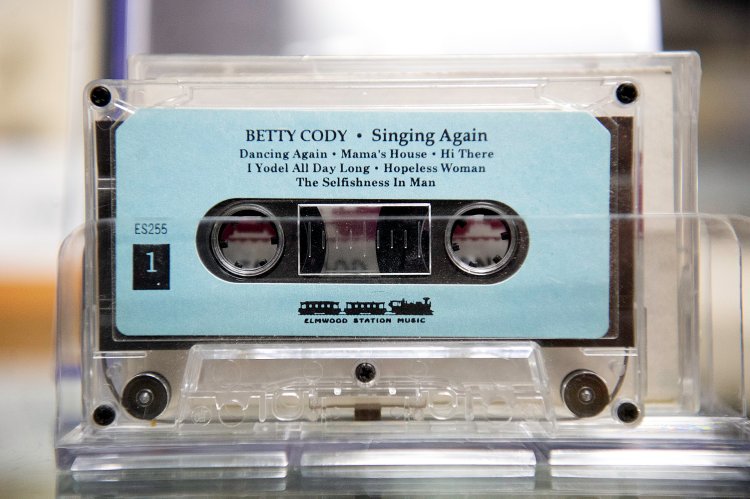 BETTY CODY • Singing Again
Dancing Again • Mama's House • Hi There
I Yodel All Day Long • Hopeless Woman
The Selfishness In Man
ES255
1
ELMWOOD STATION MUSIC